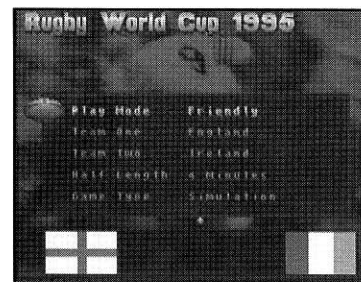 Rugby World Cup 1995
Play Mode Friendly
Team One England
Team Two Ireland
Half Length 4 Minutes
Game Type Simulation